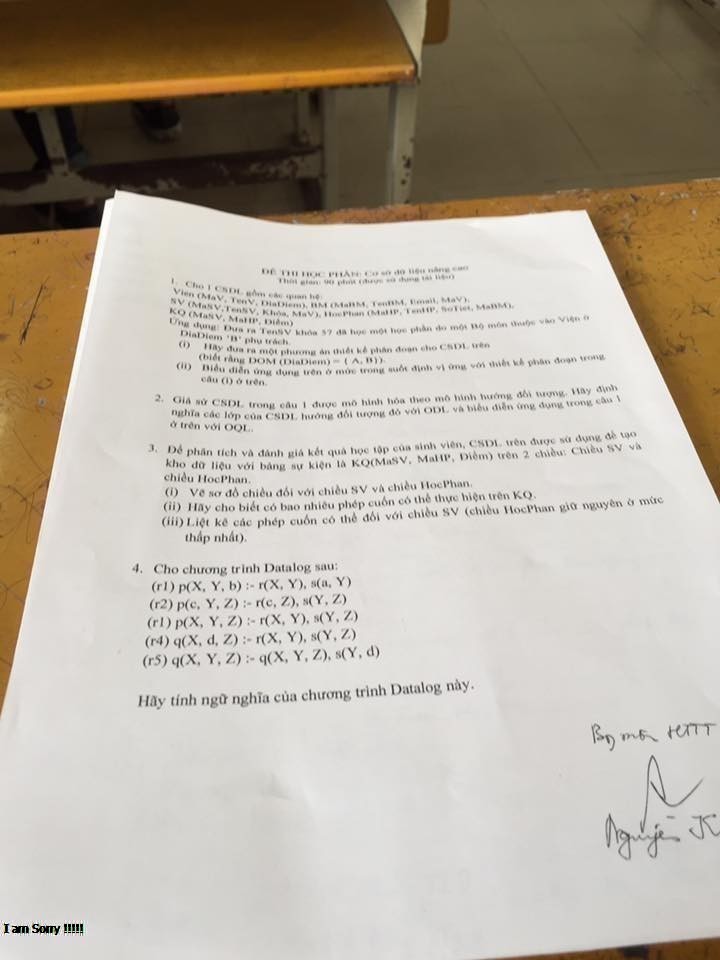 ĐỀ THI HỌC PHẦN: Cơ sở dữ liệu nâng cao
Thời gian: 90 phút (được sử dụng tài liệu)
1. Cho 1 CSDL gồm các quan hệ:
Vien (MaV, TenV, DiaDiem), BM (MaBM, TenBM, Email, MaV),
SV (MaSV,TenSV, Khóa, MaV), HocPhan (MaHP, TenHP, SoTiet, MaBM),
KQ (MaSV, MaHP, Điểm)
Ứng dụng: Đưa ra TenSV khóa 57 đã học một học phần do một Bộ môn thuộc vào Viện ở
DiaDiem 'B' phụ trách.
(i) Hãy đưa ra một phương án thiết kế phân đoạn cho CSDL trên
(biết rằng DOM (DiaDiem) = { A, B}).
(ii) Biểu diễn ứng dụng trên ở mức trong suốt định vị ứng với thiết kế phân đoạn trong
câu (i) ở trên.
2. Giả sử CSDL trong câu 1 được mô hình hóa theo mô hình hướng đối tượng. Hãy định
nghĩa các lớp của CSDL hướng đối tượng đó với ODL và biểu diễn ứng dụng trong câu 1
ở trên với OQL.
3. Để phân tích và đánh giá kết quả học tập của sinh viên, CSDL trên được sử dụng để tạo
kho dữ liệu với bảng sự kiện là KQ(MaSV, MaHP, Điểm) trên 2 chiều: Chiều SV và
chiều HocPhan.
(i) Vẽ sơ đồ chiều đối với chiều SV và chiều HocPhan.
(ii) Hãy cho biết có bao nhiêu phép cuốn có thể thực hiện trên KQ.
(iii) Liệt kê các phép cuốn có thể đối với chiều SV (chiều HocPhan giữ nguyên ở mức
thấp nhất).
4. Cho chương trình Datalog sau:
(r1) p(X, Y, b) :- r(X, Y), s(a, Y)
(r2) p(c, Y, Z) :- r(c, Z), s(Y, Z)
(r1) p(X, Y, Z) :- r(X, Y), s(Y, Z)
(r4) q(X, d, Z) :- r(X, Y), s(Y, Z)
(r5) q(X, Y, Z) :- q(X, Y, Z), s(Y, d)
Hãy tính ngữ nghĩa của chương trình Datalog này.
Bộ môn HTTT
Nguyễn
I am Sorry !!!!!